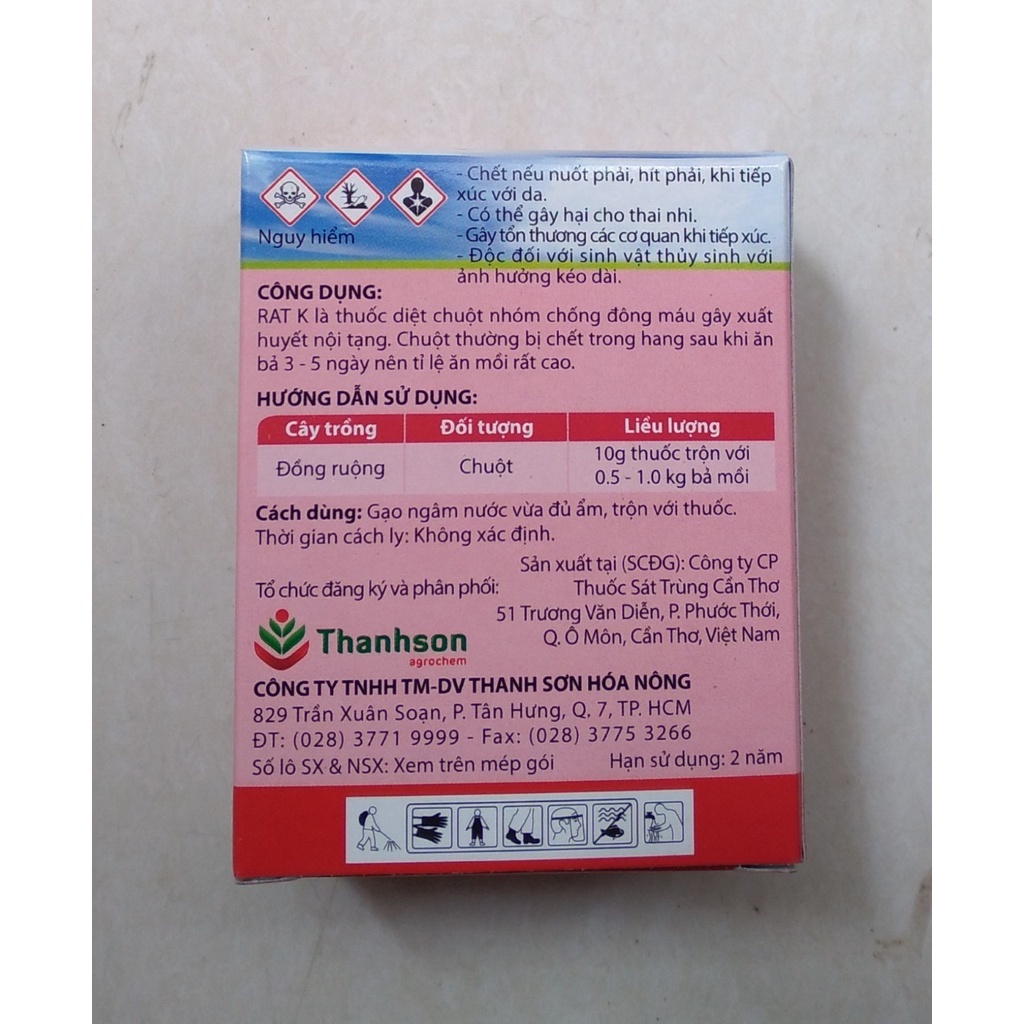 - Chết nếu nuốt phải, hít phải, khi tiếp
xúc với da.
- Có thể gây hại cho thai nhi.
- Gây tổn thương các cơ quan khi tiếp xúc.
- Độc đối với sinh vật thủy sinh với
ảnh hưởng kéo dài.
Nguy hiểm
CÔNG DỤNG:
RAT K là thuốc diệt chuột nhóm chống đông máu gây xuất
huyết nội tạng. Chuột thường bị chết trong hang sau khi ăn
bả 3 - 5 ngày nên tỉ lệ ăn mồi rất cao.
HƯỚNG DẪN SỬ DỤNG:
Cây trồng Đối tượng Liều lượng
Đồng ruộng Chuột 10g thuốc trộn với
0.5 - 1.0 kg bả mồi
Cách dùng: Gạo ngâm nước vừa đủ ẩm, trộn với thuốc.
Thời gian cách ly: Không xác định.
Sản xuất tại (SCĐG): Công ty CP
Thuốc Sát Trùng Cần Thơ
51 Trương Văn Diễn, P. Phước Thới,
Q. Ô Môn, Cần Thơ, Việt Nam
Tổ chức đăng ký và phân phối:
Thanhson
agrochem
CÔNG TY TNHH TM-DV THANH SƠN HÓA NÔNG
829 Trần Xuân Soạn, P. Tân Hưng, Q. 7, TP. HCM
ĐT: (028) 3771 9999 - Fax: (028) 3775 3266
Số lô SX & NSX: Xem trên mép gói Hạn sử dụng: 2 năm